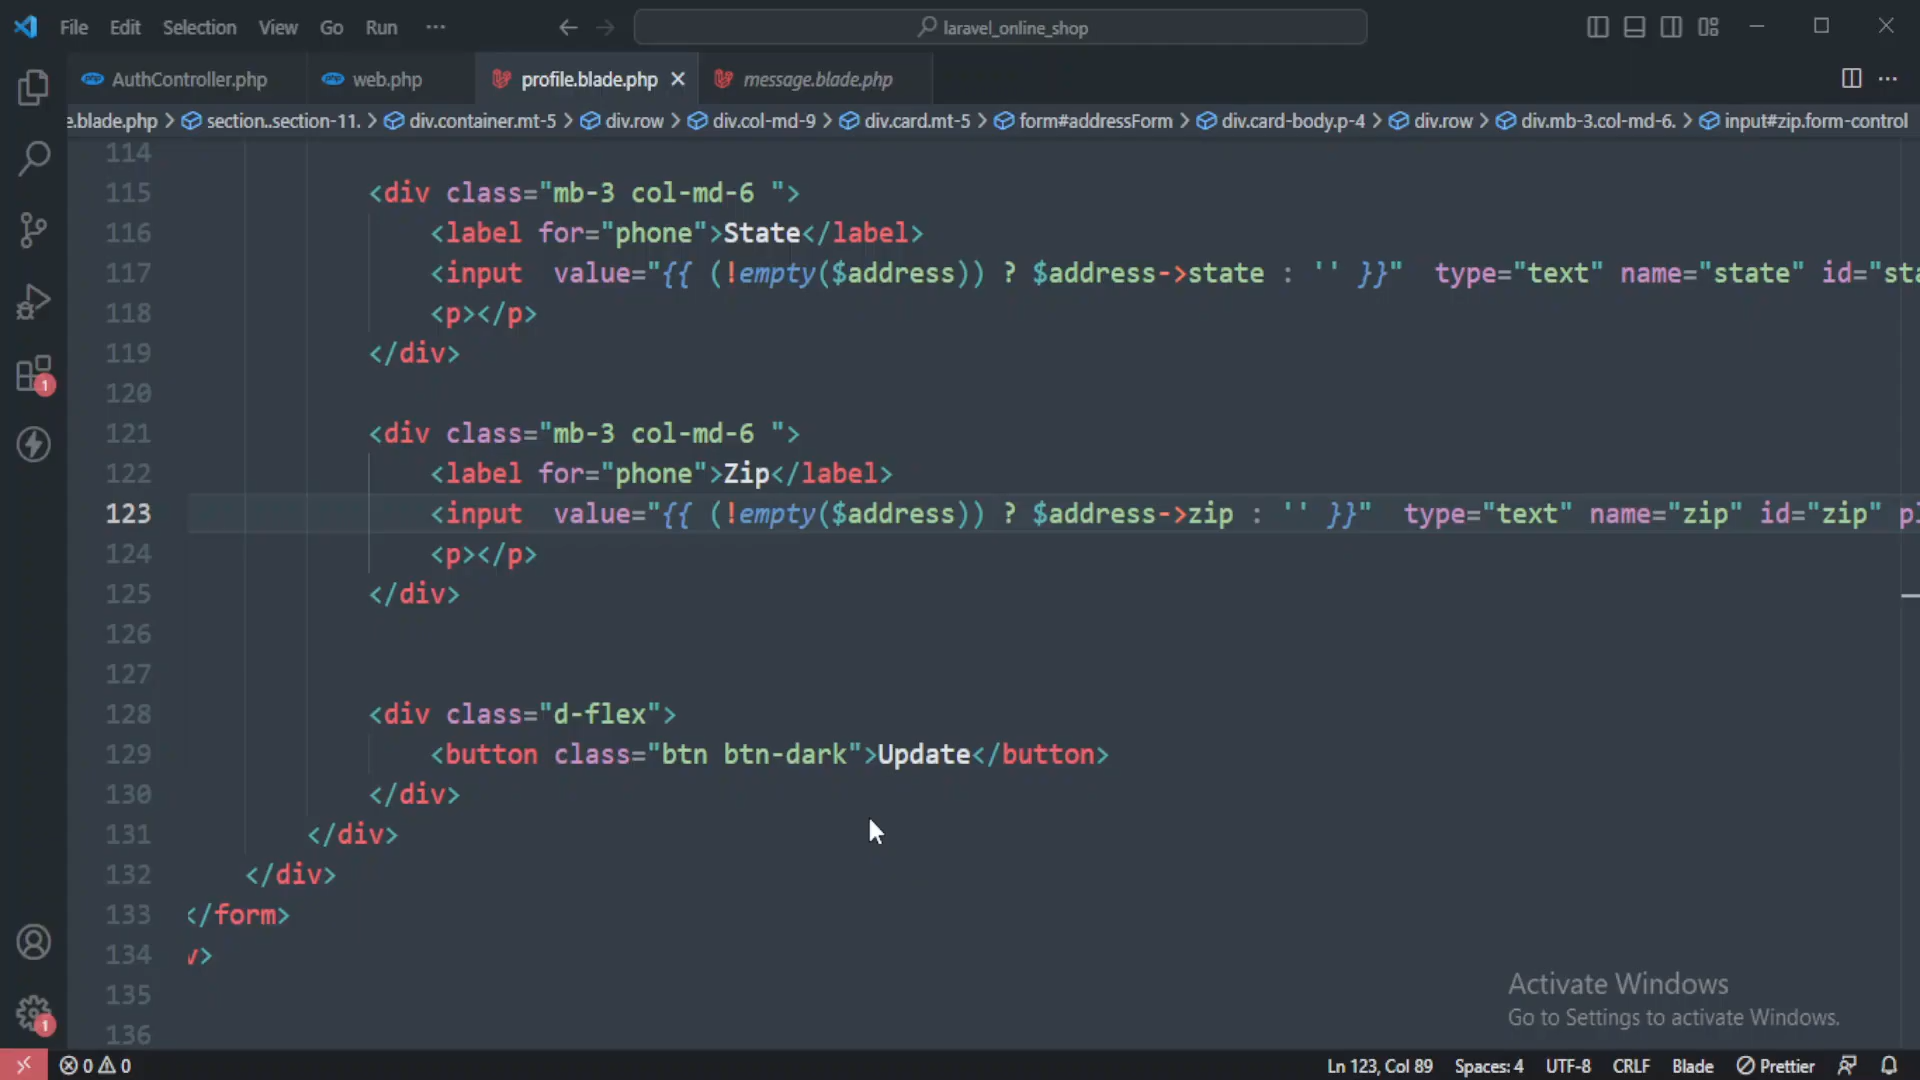 File Edit Selection View Go Run ··· laravel_online_shop
AuthController.php web.php profile.blade.php message.blade.php
e.blade.php > section..section-11. > div.container.mt-5 > div.row > div.col-md-9 > div.card.mt-5 > form#addressForm > div.card-body.p-4 > div.row > div.mb-3.col-md-6. > input#zip.form-control
114
115 <div class="mb-3 col-md-6 ">
116 <label for="phone">State</label>
117 <input  value="{{ (!empty($address)) ? $address->state : '' }}"  type="text" name="state" id="sta
118 <p></p>
119 </div>
120
121 <div class="mb-3 col-md-6 ">
122 <label for="phone">Zip</label>
123 <input  value="{{ (!empty($address)) ? $address->zip : '' }}"  type="text" name="zip" id="zip" pl
124 <p></p>
125 </div>
126
127
128 <div class="d-flex">
129 <button class="btn btn-dark">Update</button>
130 </div>
131 </div>
132 </div>
133 </form>
134 v>
135
136
1
1
Activate Windows
Go to Settings to activate Windows.
0 0 Ln 123, Col 89 Spaces: 4 UTF-8 CRLF Blade Prettier